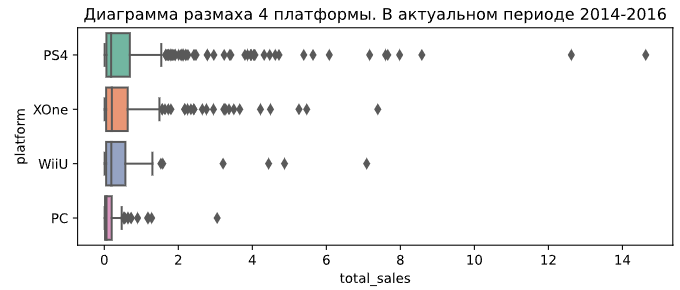 Диаграмма размаха 4 платформы. В актуальном периоде 2014-2016
platform
PS4
XOne
WiiU
PC
0 2 4 6 8 10 12 14
total_sales